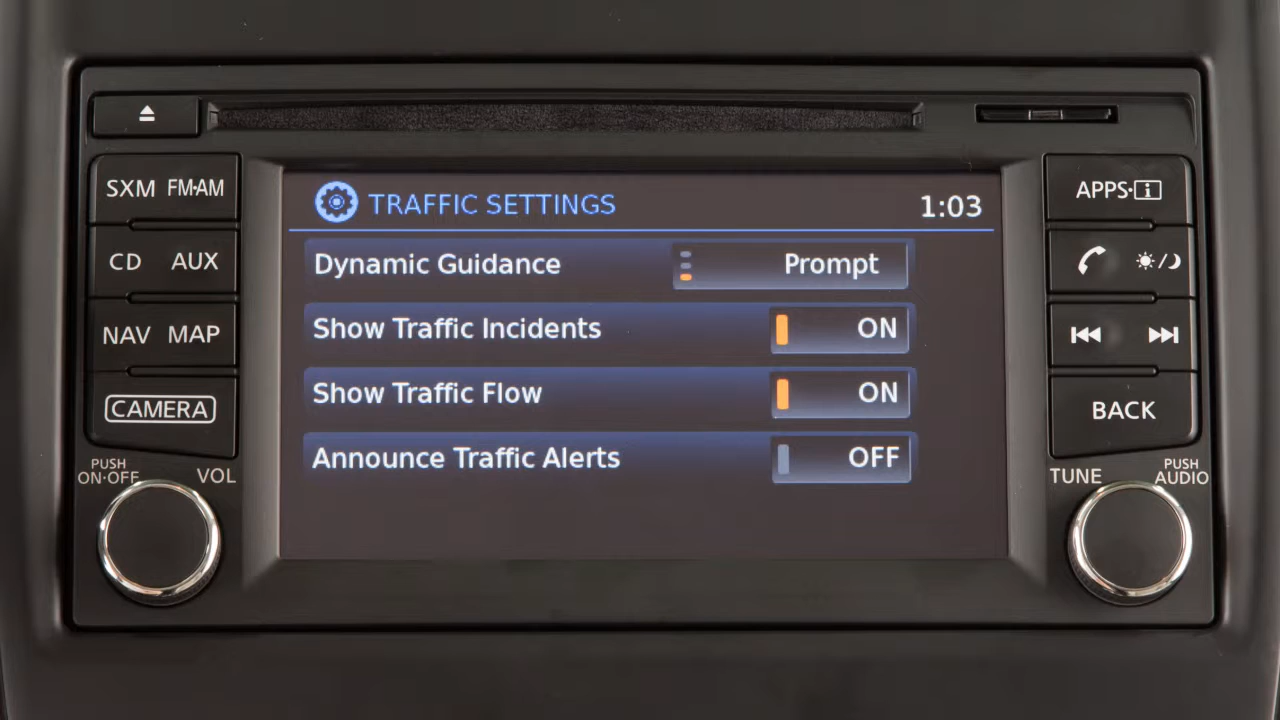 SXM FM·AM
CD AUX
NAV MAP
CAMERA
PUSH
ON·OFF
VOL
TRAFFIC SETTINGS 1:03
Dynamic Guidance Prompt
Show Traffic Incidents ON
Show Traffic Flow ON
Announce Traffic Alerts OFF
APPS·i
BACK
TUNE
PUSH
AUDIO